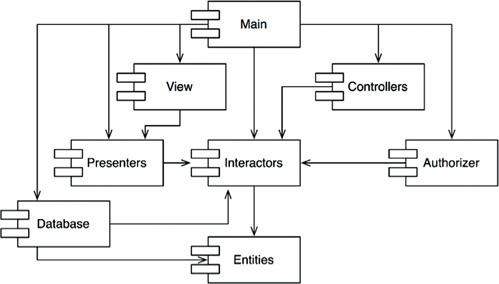 Main
View
Controllers
Presenters
Interactors
Authorizer
Database
Entities